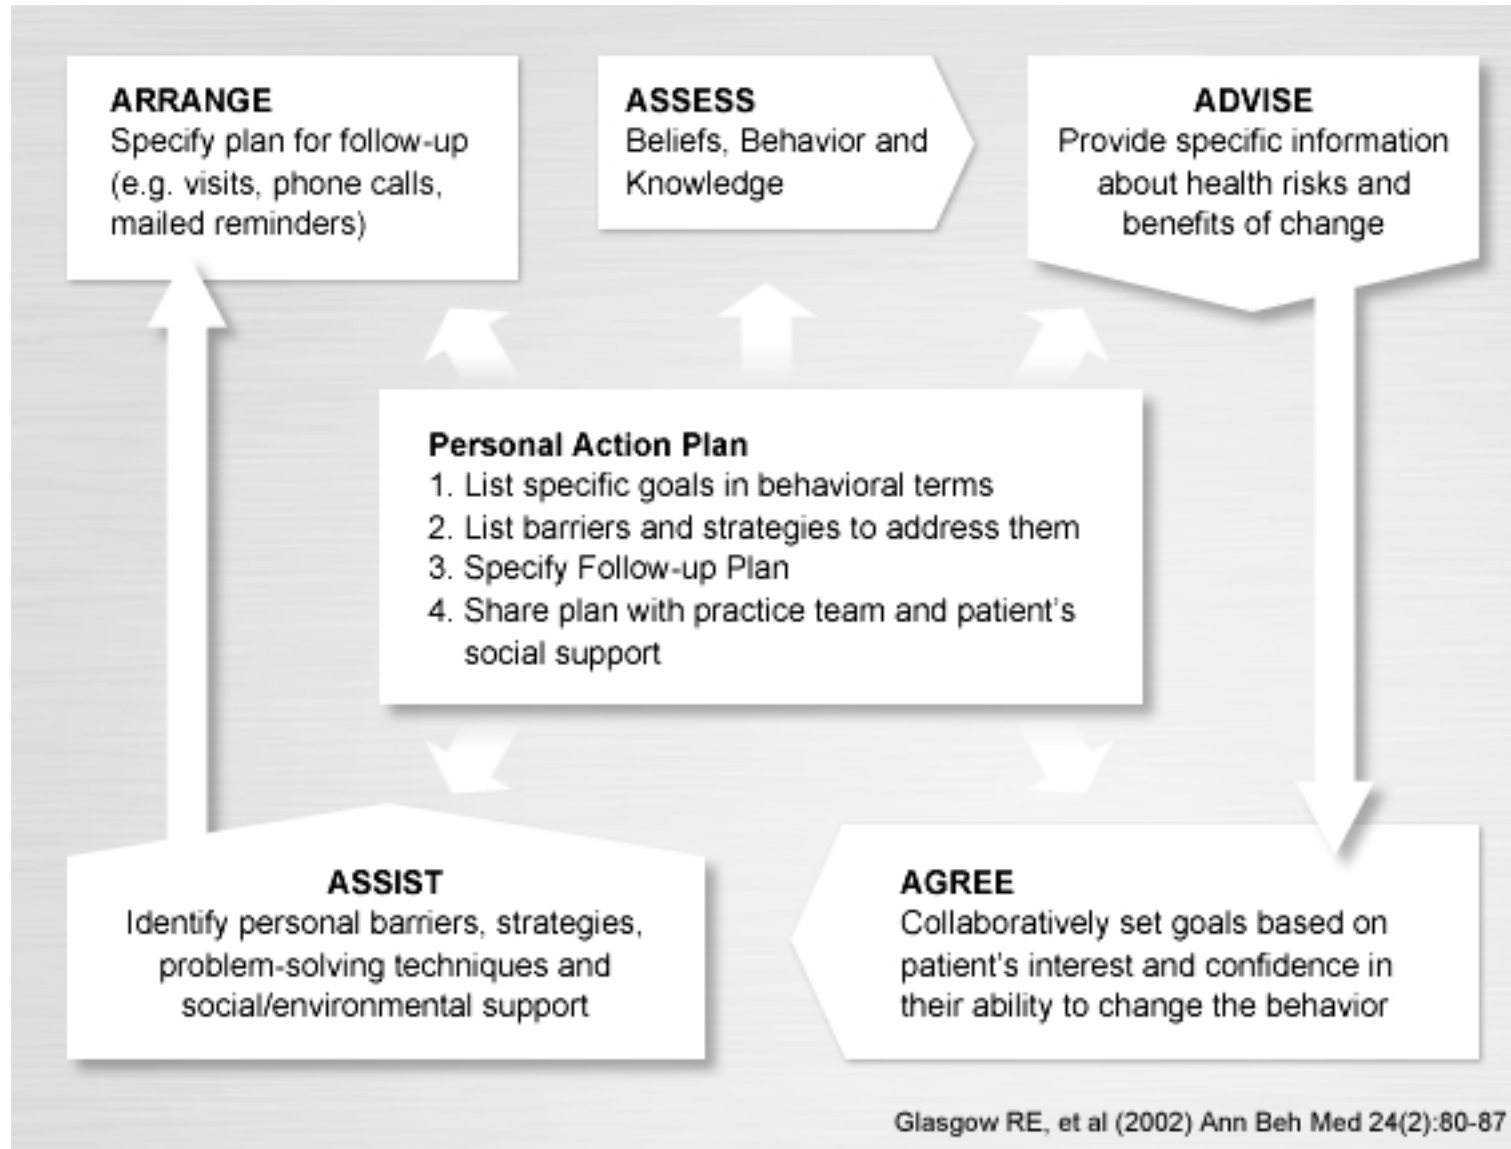 ARRANGE
Specify plan for follow-up
(e.g. visits, phone calls,
mailed reminders)
ASSESS
Beliefs, Behavior and
Knowledge
ADVISE
Provide specific information
about health risks and
benefits of change
Personal Action Plan
1. List specific goals in behavioral terms
2. List barriers and strategies to address them
3. Specify Follow-up Plan
4. Share plan with practice team and patient's
social support
ASSIST
Identify personal barriers, strategies,
problem-solving techniques and
social/environmental support
AGREE
Collaboratively set goals based on
patient's interest and confidence in
their ability to change the behavior
Glasgow RE, et al (2002) Ann Beh Med 24(2):80-87